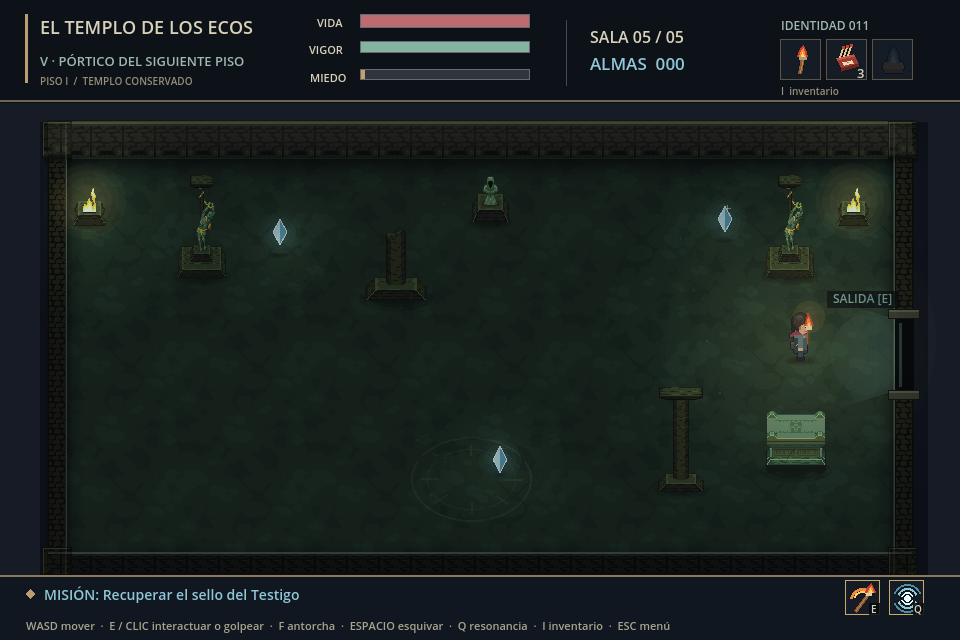 EL TEMPLO DE LOS ECOS
V · PÓRTICO DEL SIGUIENTE PISO
PISO I / TEMPLO CONSERVADO
VIDA
VIGOR
MIEDO
SALA 05 / 05
ALMAS 000
IDENTIDAD 011
3
I inventario
SALIDA [E]
MISIÓN: Recuperar el sello del Testigo
E
Q
WASD mover · E / CLIC interactuar o golpear · F antorcha · ESPACIO esquivar · Q resonancia · I inventario · ESC menú